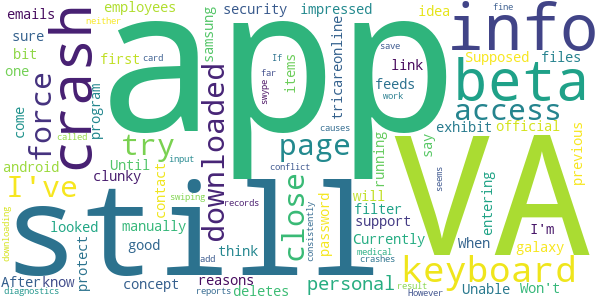 emails
employees
security
impressed
idea
info
neither
sure
samsung
card
If
save
fine
bit
first
items
tricareonline
link
Supposed
files
one
crash
force
program
app
far
swype
feeds
beta
work
come
called
downloaded
causes
access
try
page
running
say
exhibit
official
previous
android
Until
input
conflict
VA
I've
clunky
contact
swiping
close
consistently
password
will
filter
seems
entering
still
looked
manually
records
support
I'm
downloading
protect
good
think
add
medical
Currently
When
galaxy
Afterknow
concept
reasons
personal
crashes
keyboard
Unable
Won't
diagnostics
reports
deletes
result
However